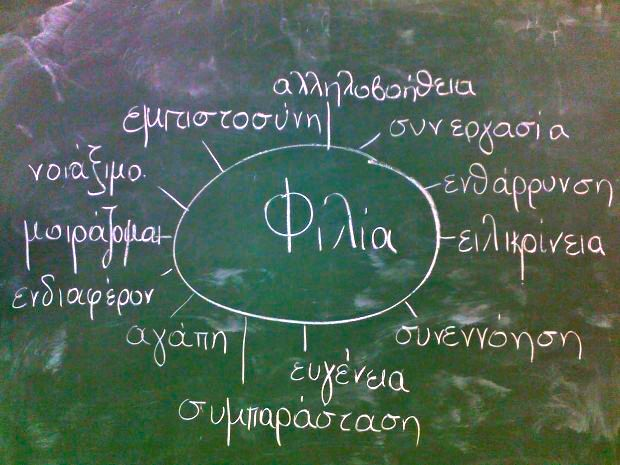 αλληλοβοήθεια
εμπιστοσύνη
συνεργασία
νοιάξιμο
ενθάρρυνση
Φιλία
μοιράζομαι
ειλικρίνεια
ενδιαφέρον
αγάπη
συνεννόηση
ευγένεια
συμπαράσταση